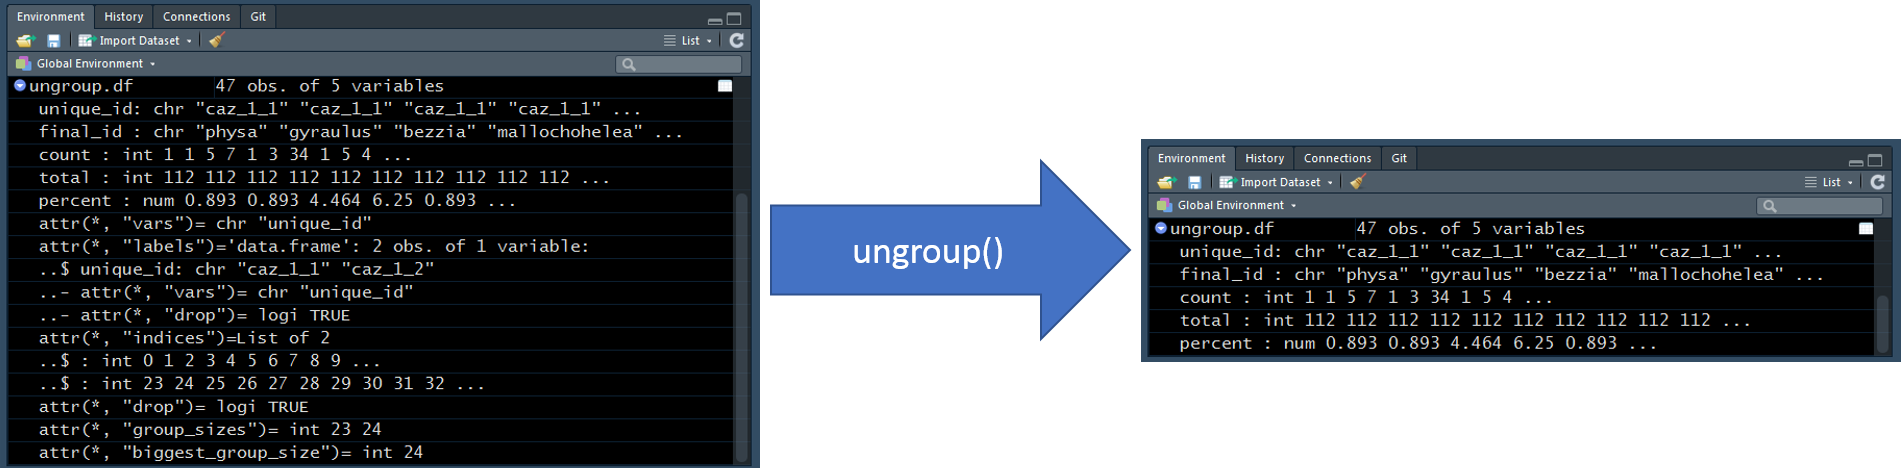 Environment History Connections Git
Import Dataset List
Global Environment
ungroup.df 47 obs. of 5 variables
unique_id: chr "caz_1_1" "caz_1_1" "caz_1_1" "caz_1_1" ...
final_id : chr "physa" "gyraulus" "bezzia" "mallochohelea" ...
count : int 1 1 5 7 1 3 34 1 5 4 ...
total : int 112 112 112 112 112 112 112 112 112 112 ...
percent : num 0.893 0.893 4.464 6.25 0.893 ...
attr(*, "vars")= chr "unique_id"
attr(*, "labels")='data.frame': 2 obs. of 1 variable:
..$ unique_id: chr "caz_1_1" "caz_1_2"
..- attr(*, "vars")= chr "unique_id"
..- attr(*, "drop")= logi TRUE
attr(*, "indices")=List of 2
..$ : int 0 1 2 3 4 5 6 7 8 9 ...
..$ : int 23 24 25 26 27 28 29 30 31 32 ...
attr(*, "drop")= logi TRUE
attr(*, "group_sizes")= int 23 24
attr(*, "biggest_group_size")= int 24
ungroup()
Environment History Connections Git
Import Dataset List
Global Environment
ungroup.df 47 obs. of 5 variables
unique_id: chr "caz_1_1" "caz_1_1" "caz_1_1" "caz_1_1" ...
final_id : chr "physa" "gyraulus" "bezzia" "mallochohelea" ...
count : int 1 1 5 7 1 3 34 1 5 4 ...
total : int 112 112 112 112 112 112 112 112 112 112 ...
percent : num 0.893 0.893 4.464 6.25 0.893 ...